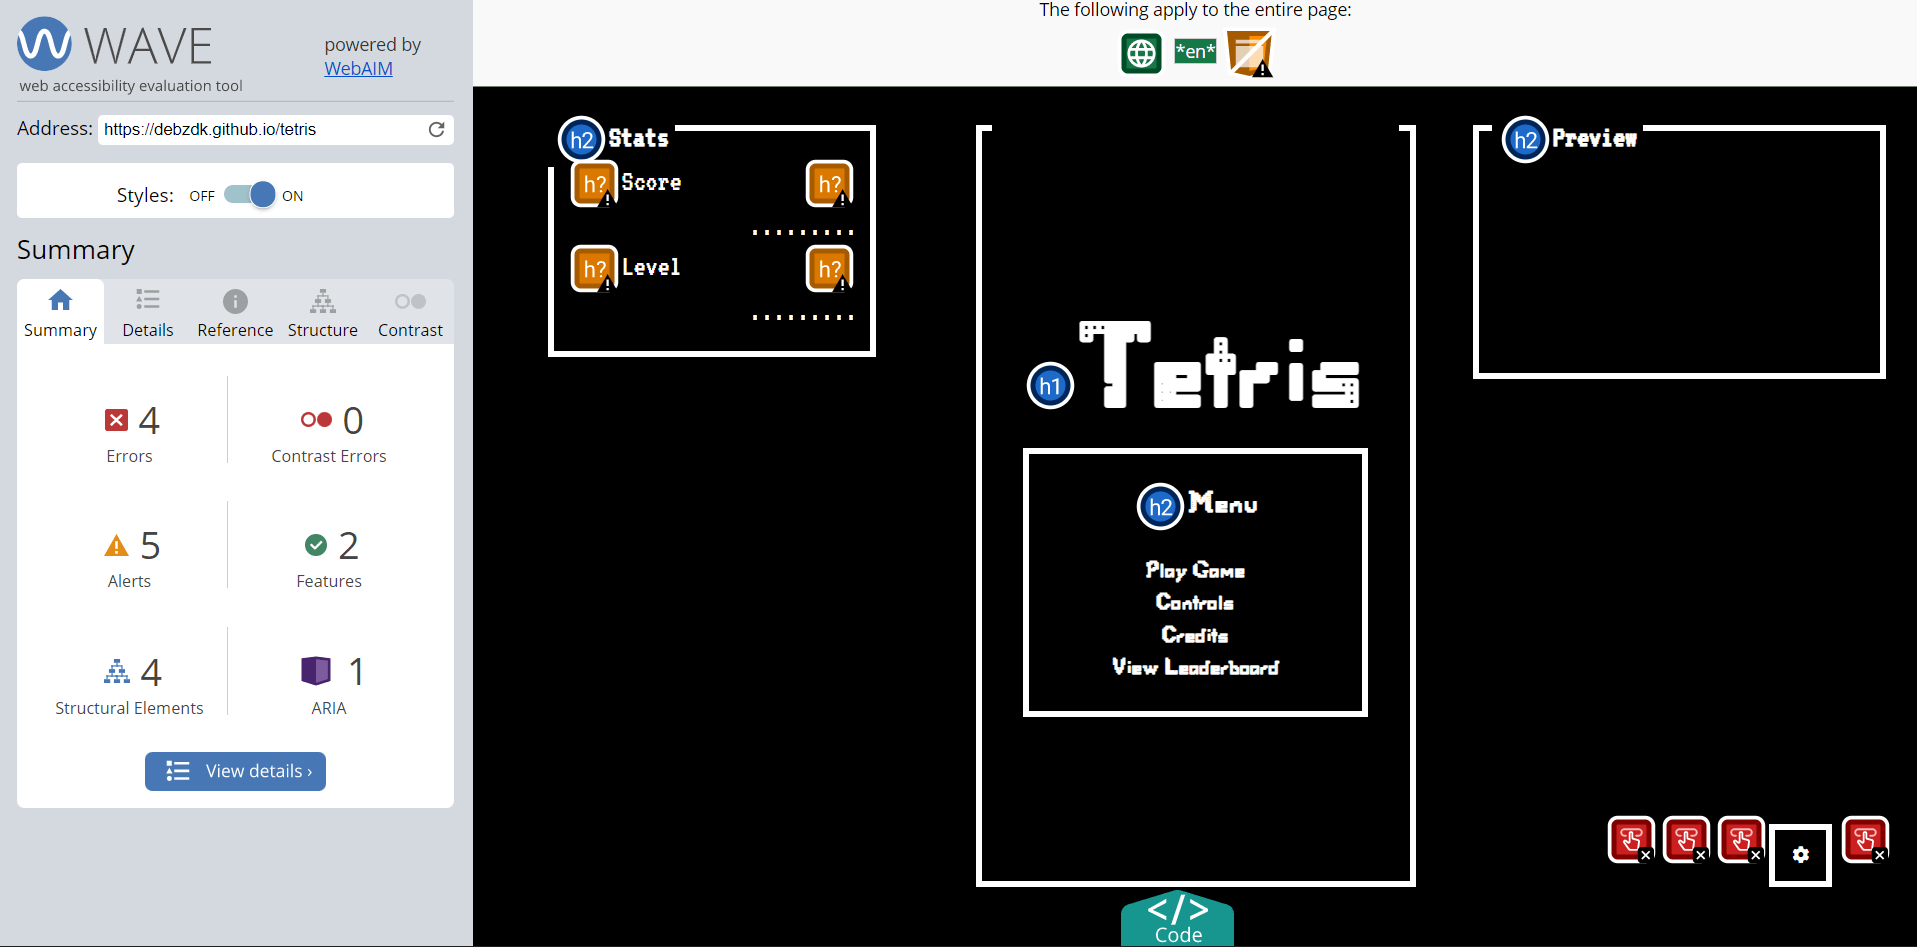 WAVE
web accessibility evaluation tool
powered by
WebAIM
Address: https://debzdk.github.io/tetris
Styles: OFF ON
Summary
Summary Details Reference Structure Contrast
4
Errors
0
Contrast Errors
5
Alerts
2
Features
4
Structural Elements
1
ARIA
View details ›
The following apply to the entire page:
*en*
h2 Stats
h? Score h?
h? Level h?
h1 Tetris
h2 Menu
Play Game
Controls
Credits
View Leaderboard
h2 Preview
</>
Code